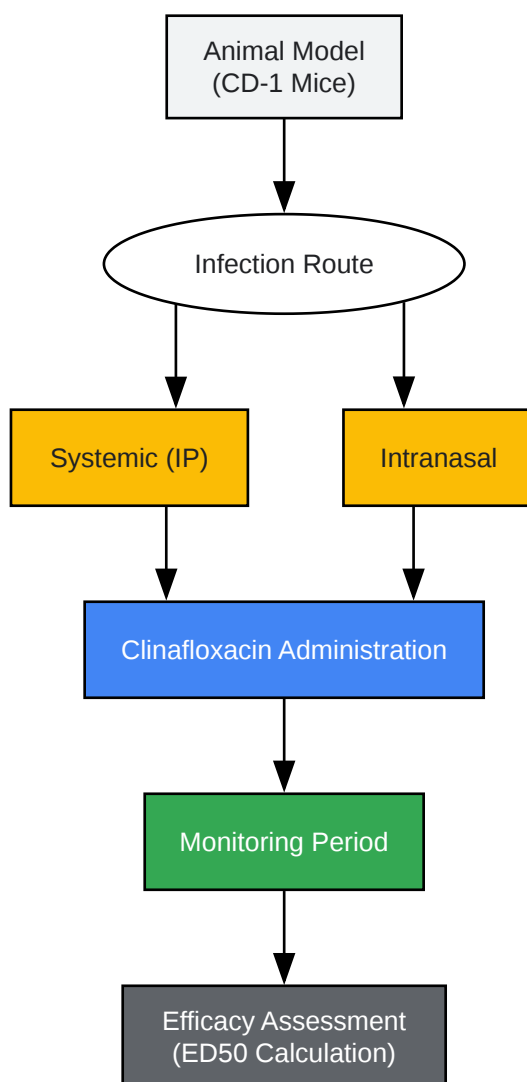 Animal Model
(CD-1 Mice)
Infection Route
Systemic (IP)
Intranasal
Clinafloxacin Administration
Monitoring Period
Efficacy Assessment
(ED50 Calculation)